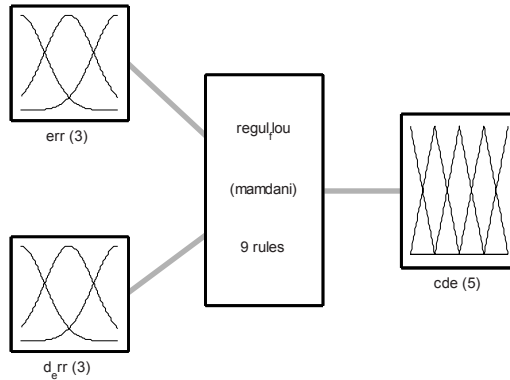 err (3)
regul_flou
(mamdani)
9 rules
cde (5)
d_err (3)